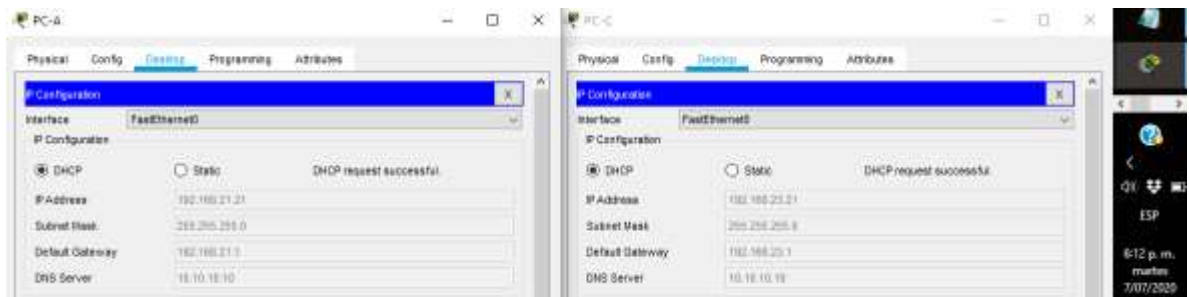 PC-A
Physical Config Desktop Programming Attributes
IP Configuration X
Interface FastEthernet0
IP Configuration
DHCP Static DHCP request successful.
IP Address 192.168.21.21
Subnet Mask 255.255.255.0
Default Gateway 192.168.21.1
DNS Server 10.10.10.10
PC-C
Physical Config Desktop Programming Attributes
IP Configuration X
Interface FastEthernet0
IP Configuration
DHCP Static DHCP request successful.
IP Address 192.168.23.21
Subnet Mask 255.255.255.0
Default Gateway 192.168.23.1
DNS Server 10.10.10.10
ESP
6:12 p. m.
martes
7/07/2020